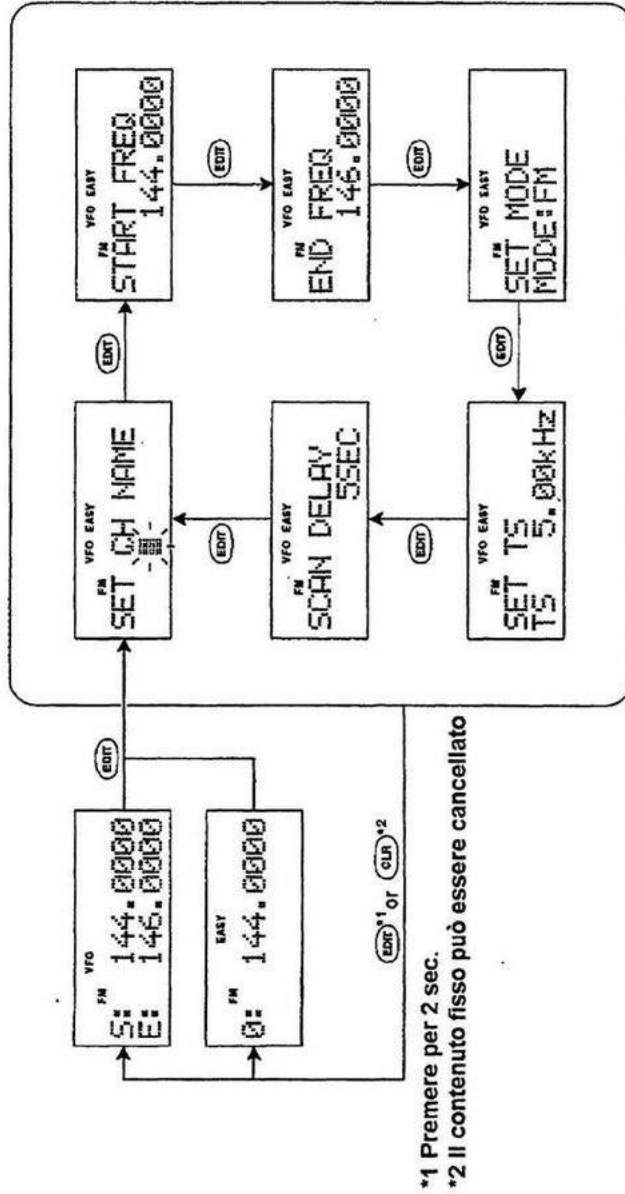 FM VFO
S: 144.0000
E: 146.0000
FM EASY
0: 144.0000
EDIT
FM VFO EASY
SET CH NAME
EDIT
FM VFO EASY
START FREQ
144.0000
EDIT
FM VFO EASY
END FREQ
146.0000
EDIT
FM VFO EASY
SET MODE
MODE:FM
EDIT
FM VFO EASY
SET TS
TS 5.00kHz
EDIT
FM VFO EASY
SCAN DELAY
5SEC
EDIT
EDIT *1 or CLR *2
*1 Premere per 2 sec.
*2 Il contenuto fisso può essere cancellato